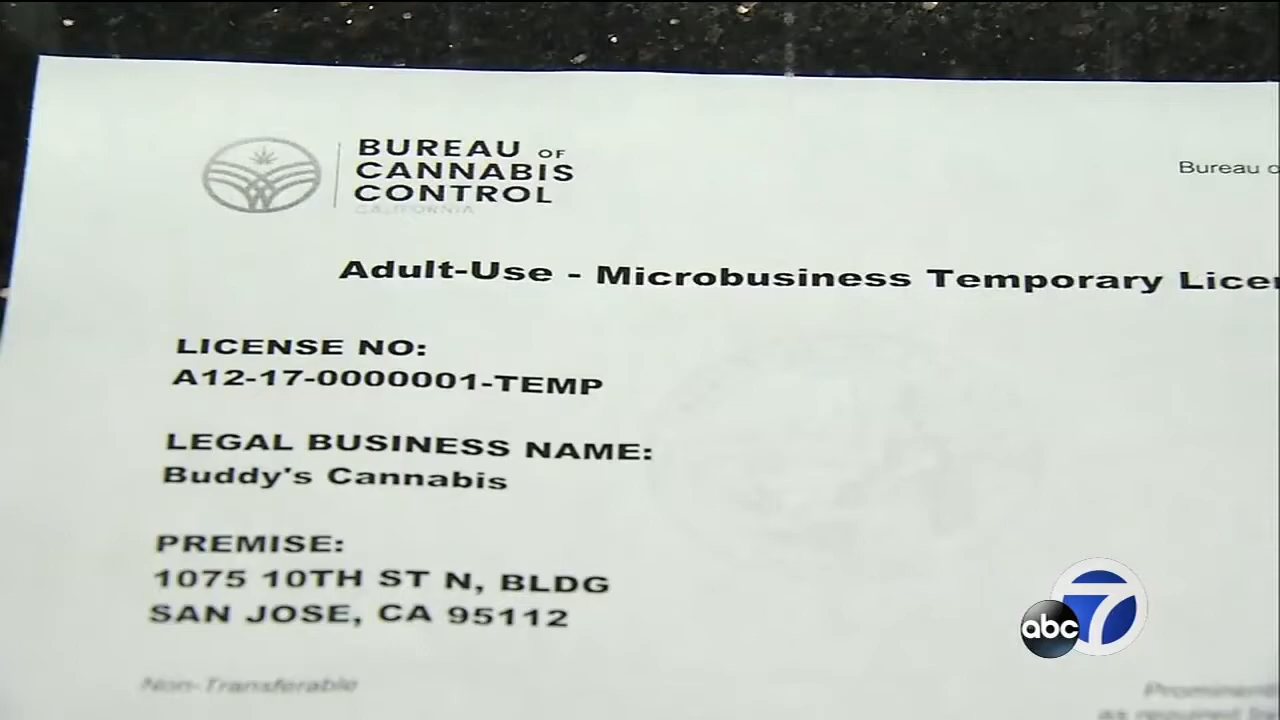 BUREAU OF
CANNABIS
CONTROL
CALIFORNIA
Bureau
Adult-Use - Microbusiness Temporary
LICENSE NO:
A12-17-0000001-TEMP
LEGAL BUSINESS NAME:
Buddy's Cannabis
PREMISE:
1075 10TH ST N, BLDG
SAN JOSE, CA 95112
Non-Transferable
abc 7